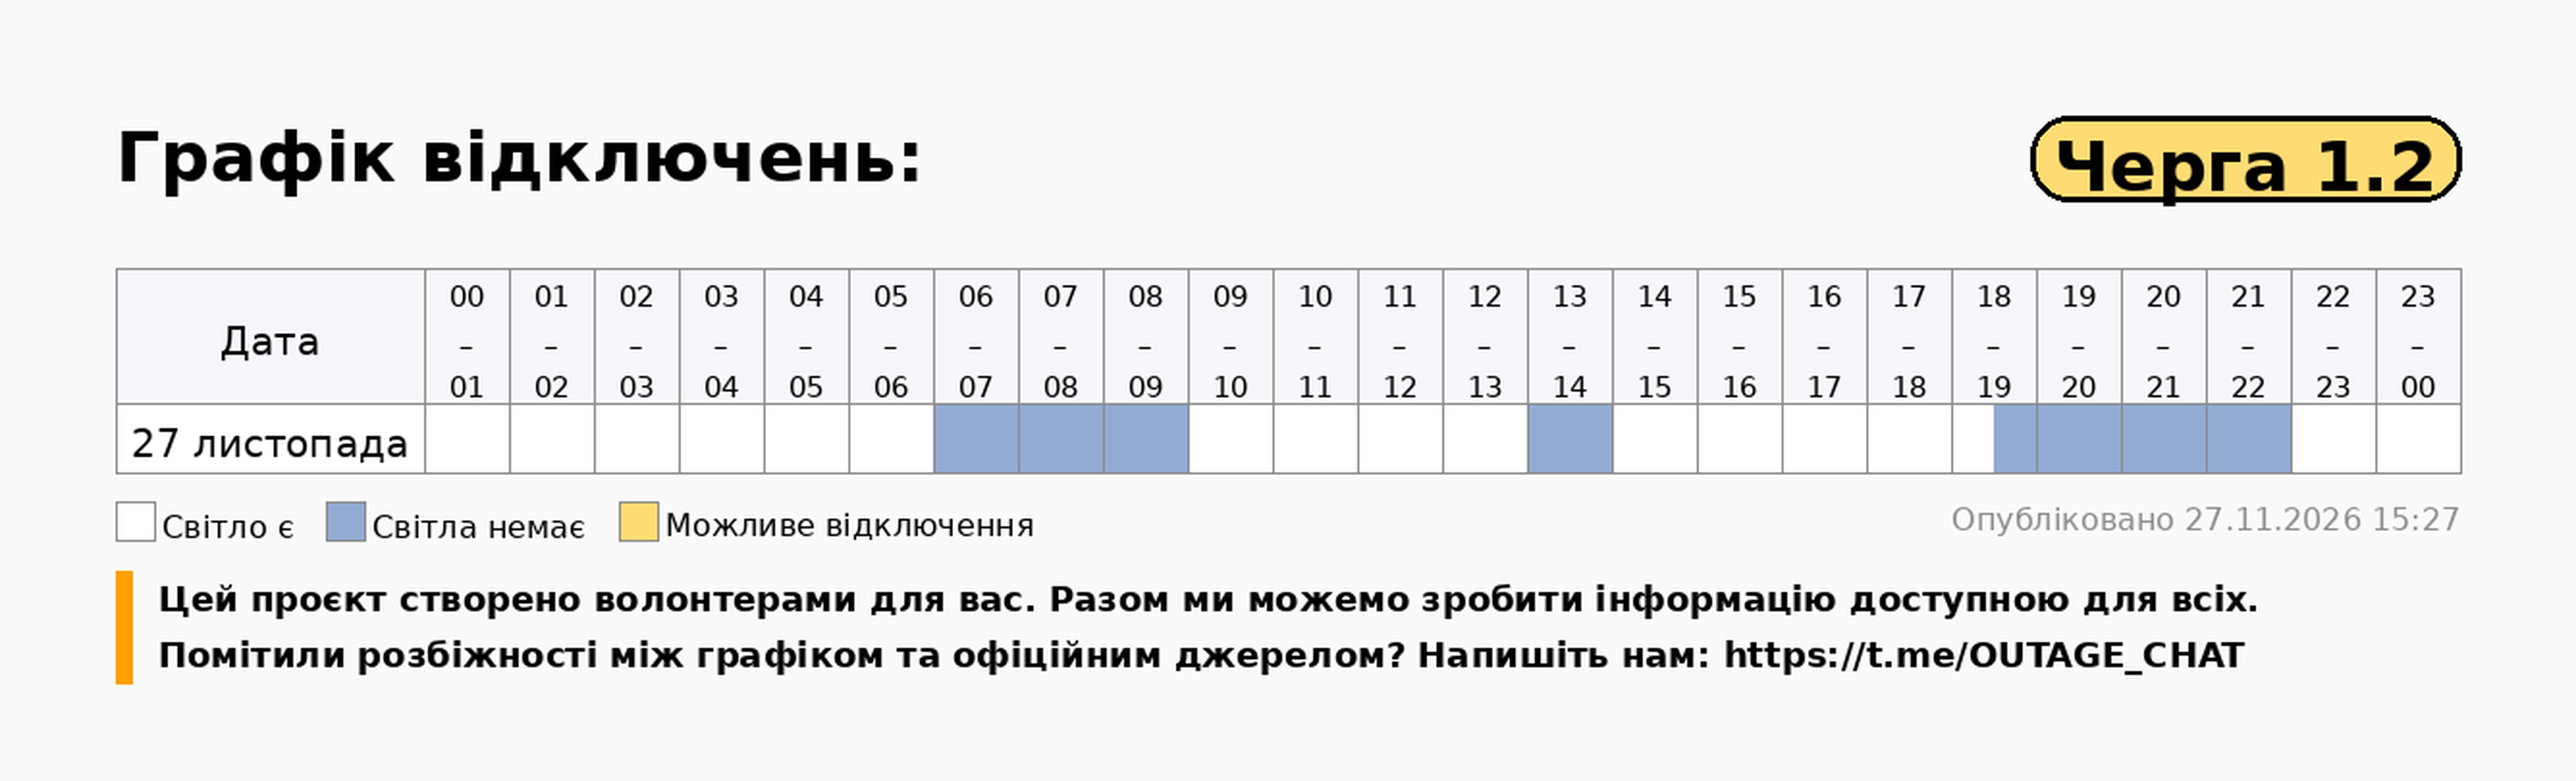 Графік відключень:
Черга 1.2
Дата
00 – 01
01 – 02
02 – 03
03 – 04
04 – 05
05 – 06
06 – 07
07 – 08
08 – 09
09 – 10
10 – 11
11 – 12
12 – 13
13 – 14
14 – 15
15 – 16
16 – 17
17 – 18
18 – 19
19 – 20
20 – 21
21 – 22
22 – 23
23 – 00
27 листопада
Світло є
Світла немає
Можливе відключення
Опубліковано 27.11.2026 15:27
Цей проєкт створено волонтерами для вас. Разом ми можемо зробити інформацію доступною для всіх.
Помітили розбіжності між графіком та офіційним джерелом? Напишіть нам: https://t.me/OUTAGE_CHAT